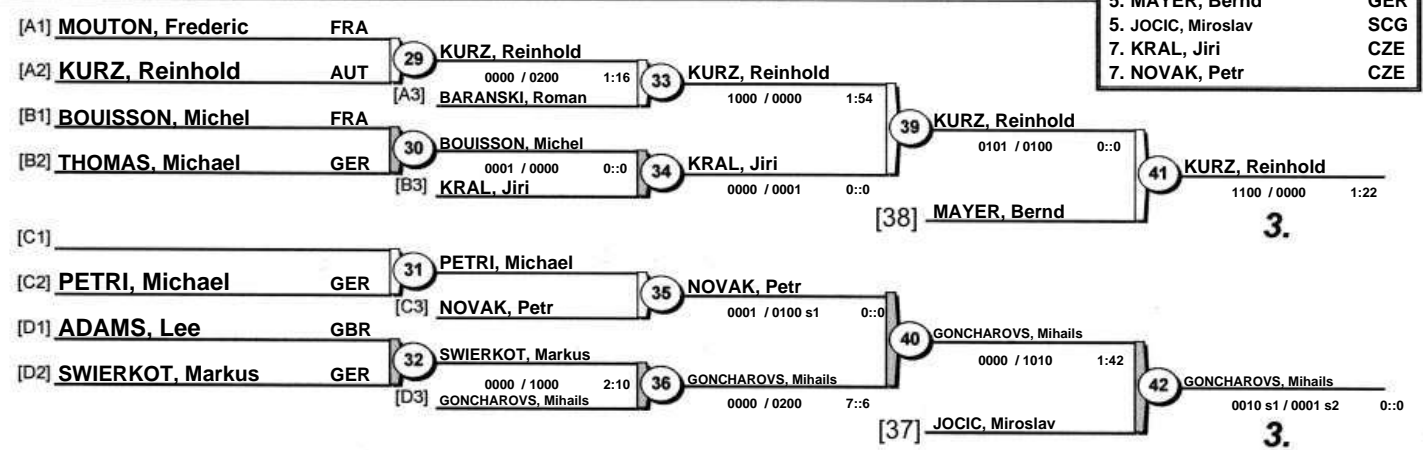 5. MAYER, Bernd GER
5. JOCIC, Miroslav SCG
7. KRAL, Jiri CZE
7. NOVAK, Petr CZE
[A1] MOUTON, Frederic FRA
29 KURZ, Reinhold
[A2] KURZ, Reinhold AUT
0000 / 0200 1:16
33 KURZ, Reinhold
[A3] BARANSKI, Roman
1000 / 0000 1:54
[B1] BOUISSON, Michel FRA
39 KURZ, Reinhold
30 BOUISSON, Michel
0101 / 0100 0::0
[B2] THOMAS, Michael GER
0001 / 0000 0::0
34 KRAL, Jiri
41 KURZ, Reinhold
[B3] KRAL, Jiri
0000 / 0001 0::0
1100 / 0000 1:22
[38] MAYER, Bernd
3.
[C1]
31 PETRI, Michael
[C2] PETRI, Michael GER
35 NOVAK, Petr
[C3] NOVAK, Petr
0001 / 0100 s1 0::0
[D1] ADAMS, Lee GBR
40 GONCHAROVS, Mihails
32 SWIERKOT, Markus
0000 / 1010 1:42
[D2] SWIERKOT, Markus GER
0000 / 1000 2:10
36 GONCHAROVS, Mihails
42 GONCHAROVS, Mihails
[D3] GONCHAROVS, Mihails
0000 / 0200 7::6
0010 s1 / 0001 s2 0::0
[37] JOCIC, Miroslav
3.